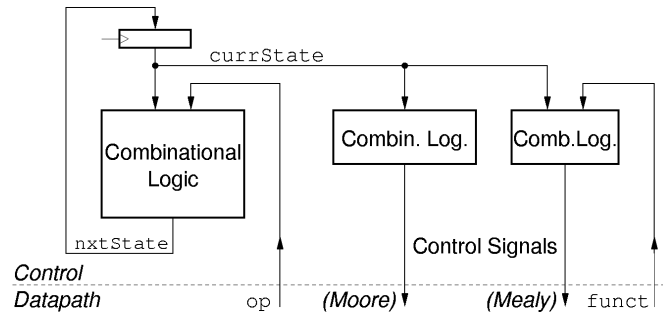 currState
Combinational
Logic
Combin. Log.
Comb.Log.
nxtState
Control Signals
Control
Datapath
op
(Moore)
(Mealy)
funct